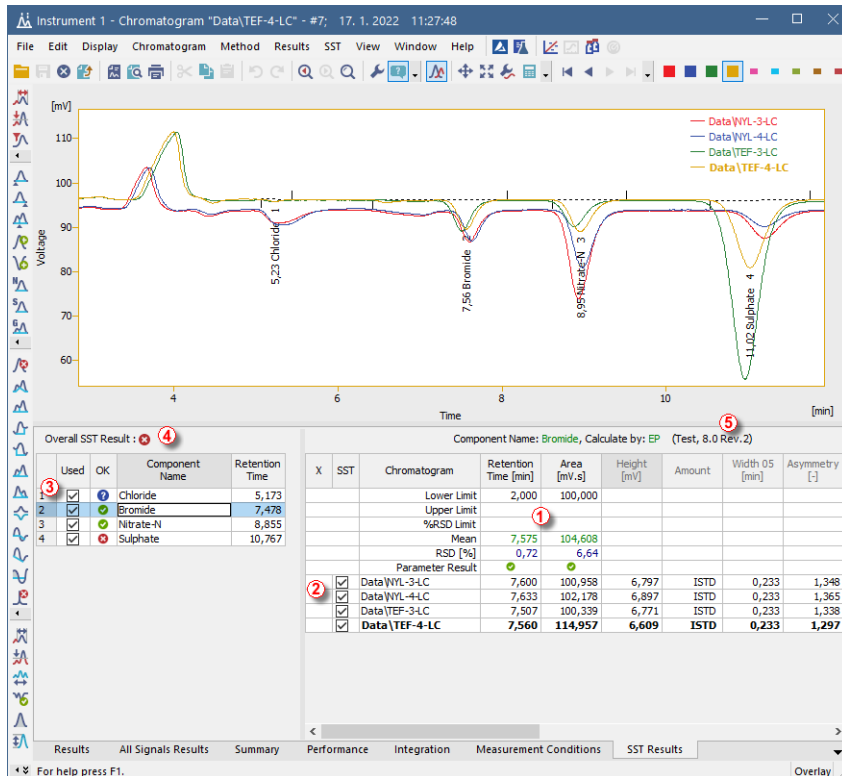 Instrument 1 - Chromatogram "Data\TEF-4-LC" - #7; 17. 1. 2022 11:27:48
File Edit Display Chromatogram Method Results SST View Window Help
[mV]
Data\NYL-3-LC
Data\NYL-4-LC
Data\TEF-3-LC
Data\TEF-4-LC
110
100
90
80
70
60
Voltage
5,23 Chloride 1
7,56 Bromide 2
8,95 Nitrate-N 3
11,02 Sulphate 4
4 6 8 10
Time [min]
Overall SST Result : 4
5
Component Name: Bromide, Calculate by: EP (Test, 8.0 Rev.2)
Used OK Component Name Retention Time
3
1 Chloride 5,173
2 Bromide 7,478
3 Nitrate-N 8,855
4 Sulphate 10,767
X SST Chromatogram Retention Time [min] Area [mV.s] Height [mV] Amount Width 05 [min] Asymmetry [-]
Lower Limit 2,000 100,000
Upper Limit
%RSD Limit 1
Mean 7,575 104,608
RSD [%] 0,72 6,64
Parameter Result
2
Data\NYL-3-LC 7,600 100,958 6,797 ISTD 0,233 1,348
Data\NYL-4-LC 7,633 102,178 6,897 ISTD 0,233 1,365
Data\TEF-3-LC 7,507 100,339 6,771 ISTD 0,233 1,338
Data\TEF-4-LC 7,560 114,957 6,609 ISTD 0,233 1,297
Results All Signals Results Summary Performance Integration Measurement Conditions SST Results
For help press F1. Overlay